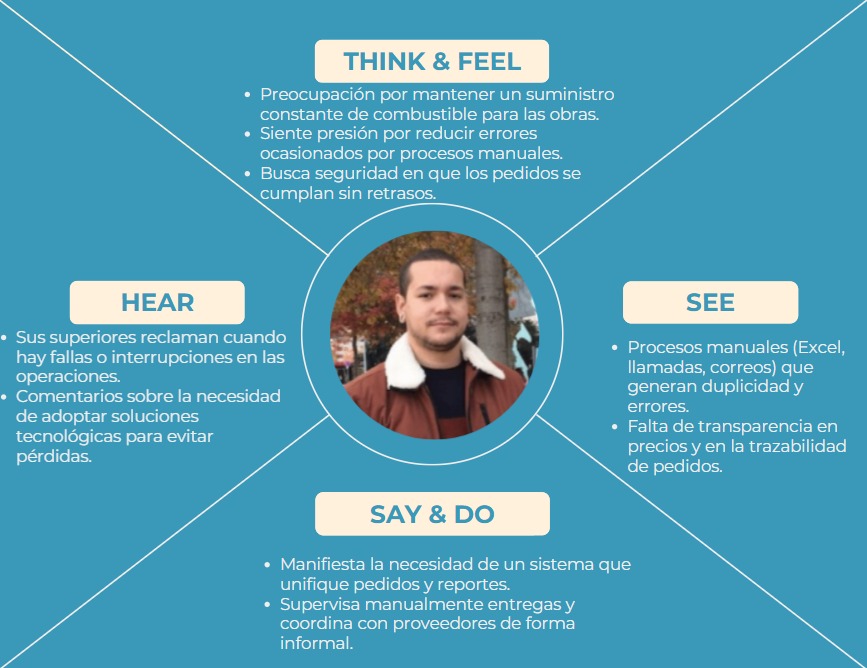 THINK & FEEL
• Preocupación por mantener un suministro
constante de combustible para las obras.
• Siente presión por reducir errores
ocasionados por procesos manuales.
• Busca seguridad en que los pedidos se
cumplan sin retrasos.
HEAR
• Sus superiores reclaman cuando
hay fallas o interrupciones en las
operaciones.
• Comentarios sobre la necesidad
de adoptar soluciones
tecnológicas para evitar
pérdidas.
SEE
• Procesos manuales (Excel,
llamadas, correos) que
generan duplicidad y
errores.
• Falta de transparencia en
precios y en la trazabilidad
de pedidos.
SAY & DO
• Manifiesta la necesidad de un sistema que
unifique pedidos y reportes.
• Supervisa manualmente entregas y
coordina con proveedores de forma
informal.